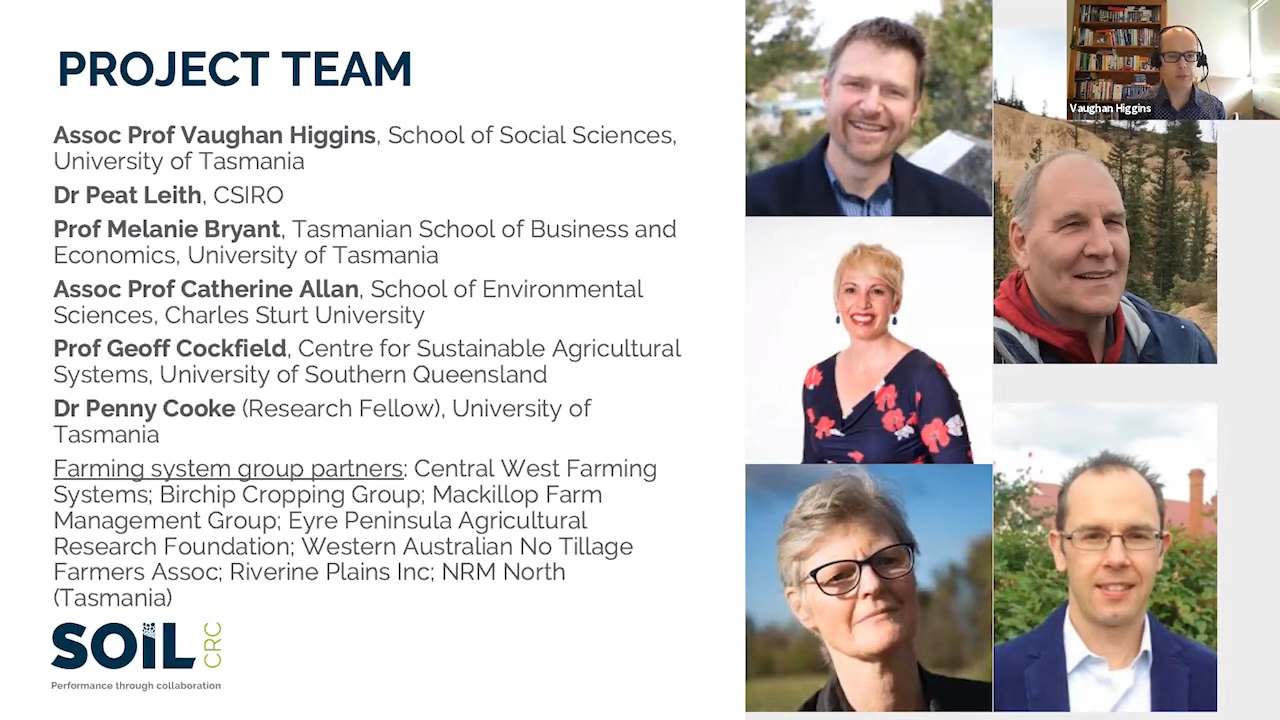 PROJECT TEAM
Assoc Prof Vaughan Higgins, School of Social Sciences,
University of Tasmania
Dr Peat Leith, CSIRO
Prof Melanie Bryant, Tasmanian School of Business and
Economics, University of Tasmania
Assoc Prof Catherine Allan, School of Environmental
Sciences, Charles Sturt University
Prof Geoff Cockfield, Centre for Sustainable Agricultural
Systems, University of Southern Queensland
Dr Penny Cooke (Research Fellow), University of
Tasmania
Farming system group partners: Central West Farming
Systems; Birchip Cropping Group; Mackillop Farm
Management Group; Eyre Peninsula Agricultural
Research Foundation; Western Australian No Tillage
Farmers Assoc; Riverine Plains Inc; NRM North
(Tasmania)
SOIL CRC
Performance through collaboration
Vaughan Higgins